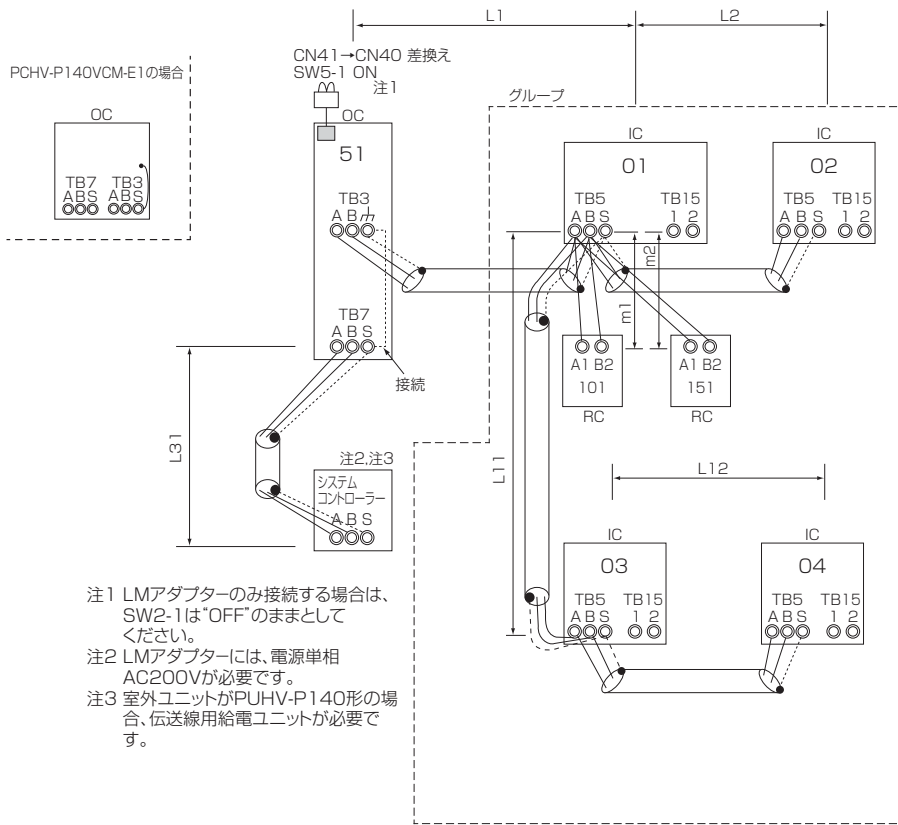 L1
L2
CN41→CN40 差換え
SW5-1 ON
注1
PCHV-P140VCM-E1の場合
OC
TB7
A B S
TB3
A B S
OC
51
TB3
A B
TB7
A B S
接続
グループ
IC
01
TB5
A B S
TB15
1 2
IC
02
TB5
A B S
TB15
1 2
m1
m2
A1 B2
101
RC
A1 B2
151
RC
L31
L11
L12
注2,注3
システム
コントローラー
A B S
IC
03
TB5
A B S
TB15
1 2
IC
04
TB5
A B S
TB15
1 2
注1 LMアダプターのみ接続する場合は、
SW2-1は“OFF”のままとして
ください。
注2 LMアダプターには、電源単相
AC200Vが必要です。
注3 室外ユニットがPUHV-P140形の場
合、伝送線用給電ユニットが必要で
す。